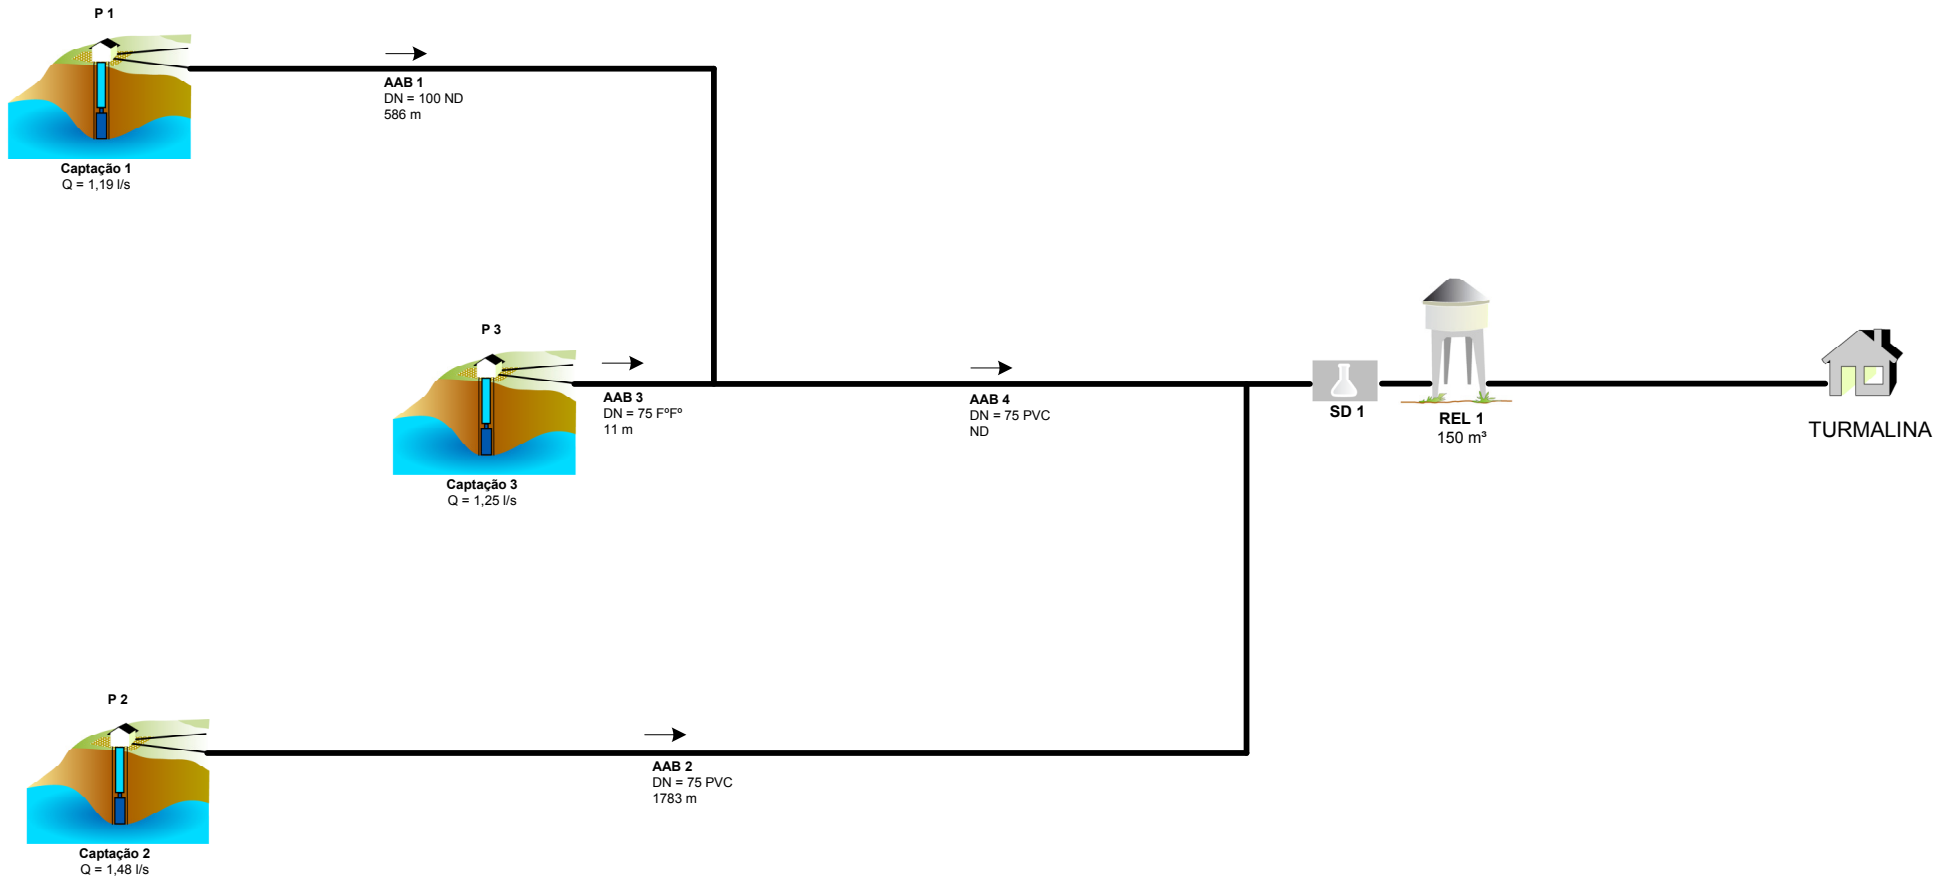 P 1
AAB 1
DN = 100 ND
586 m
Captação 1
Q = 1,19 l/s
P 3
AAB 3
DN = 75 FºFº
11 m
Captação 3
Q = 1,25 l/s
AAB 4
DN = 75 PVC
ND
SD 1
REL 1
150 m³
TURMALINA
P 2
AAB 2
DN = 75 PVC
1783 m
Captação 2
Q = 1,48 l/s